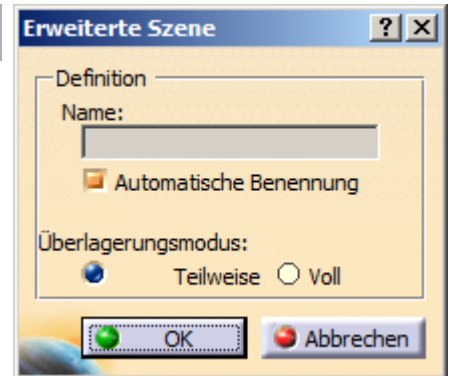 Erweiterte Szene ? X
Definition
Name:
Automatische Benennung
Überlagerungsmodus:
Teilweise Voll
OK Abbrechen